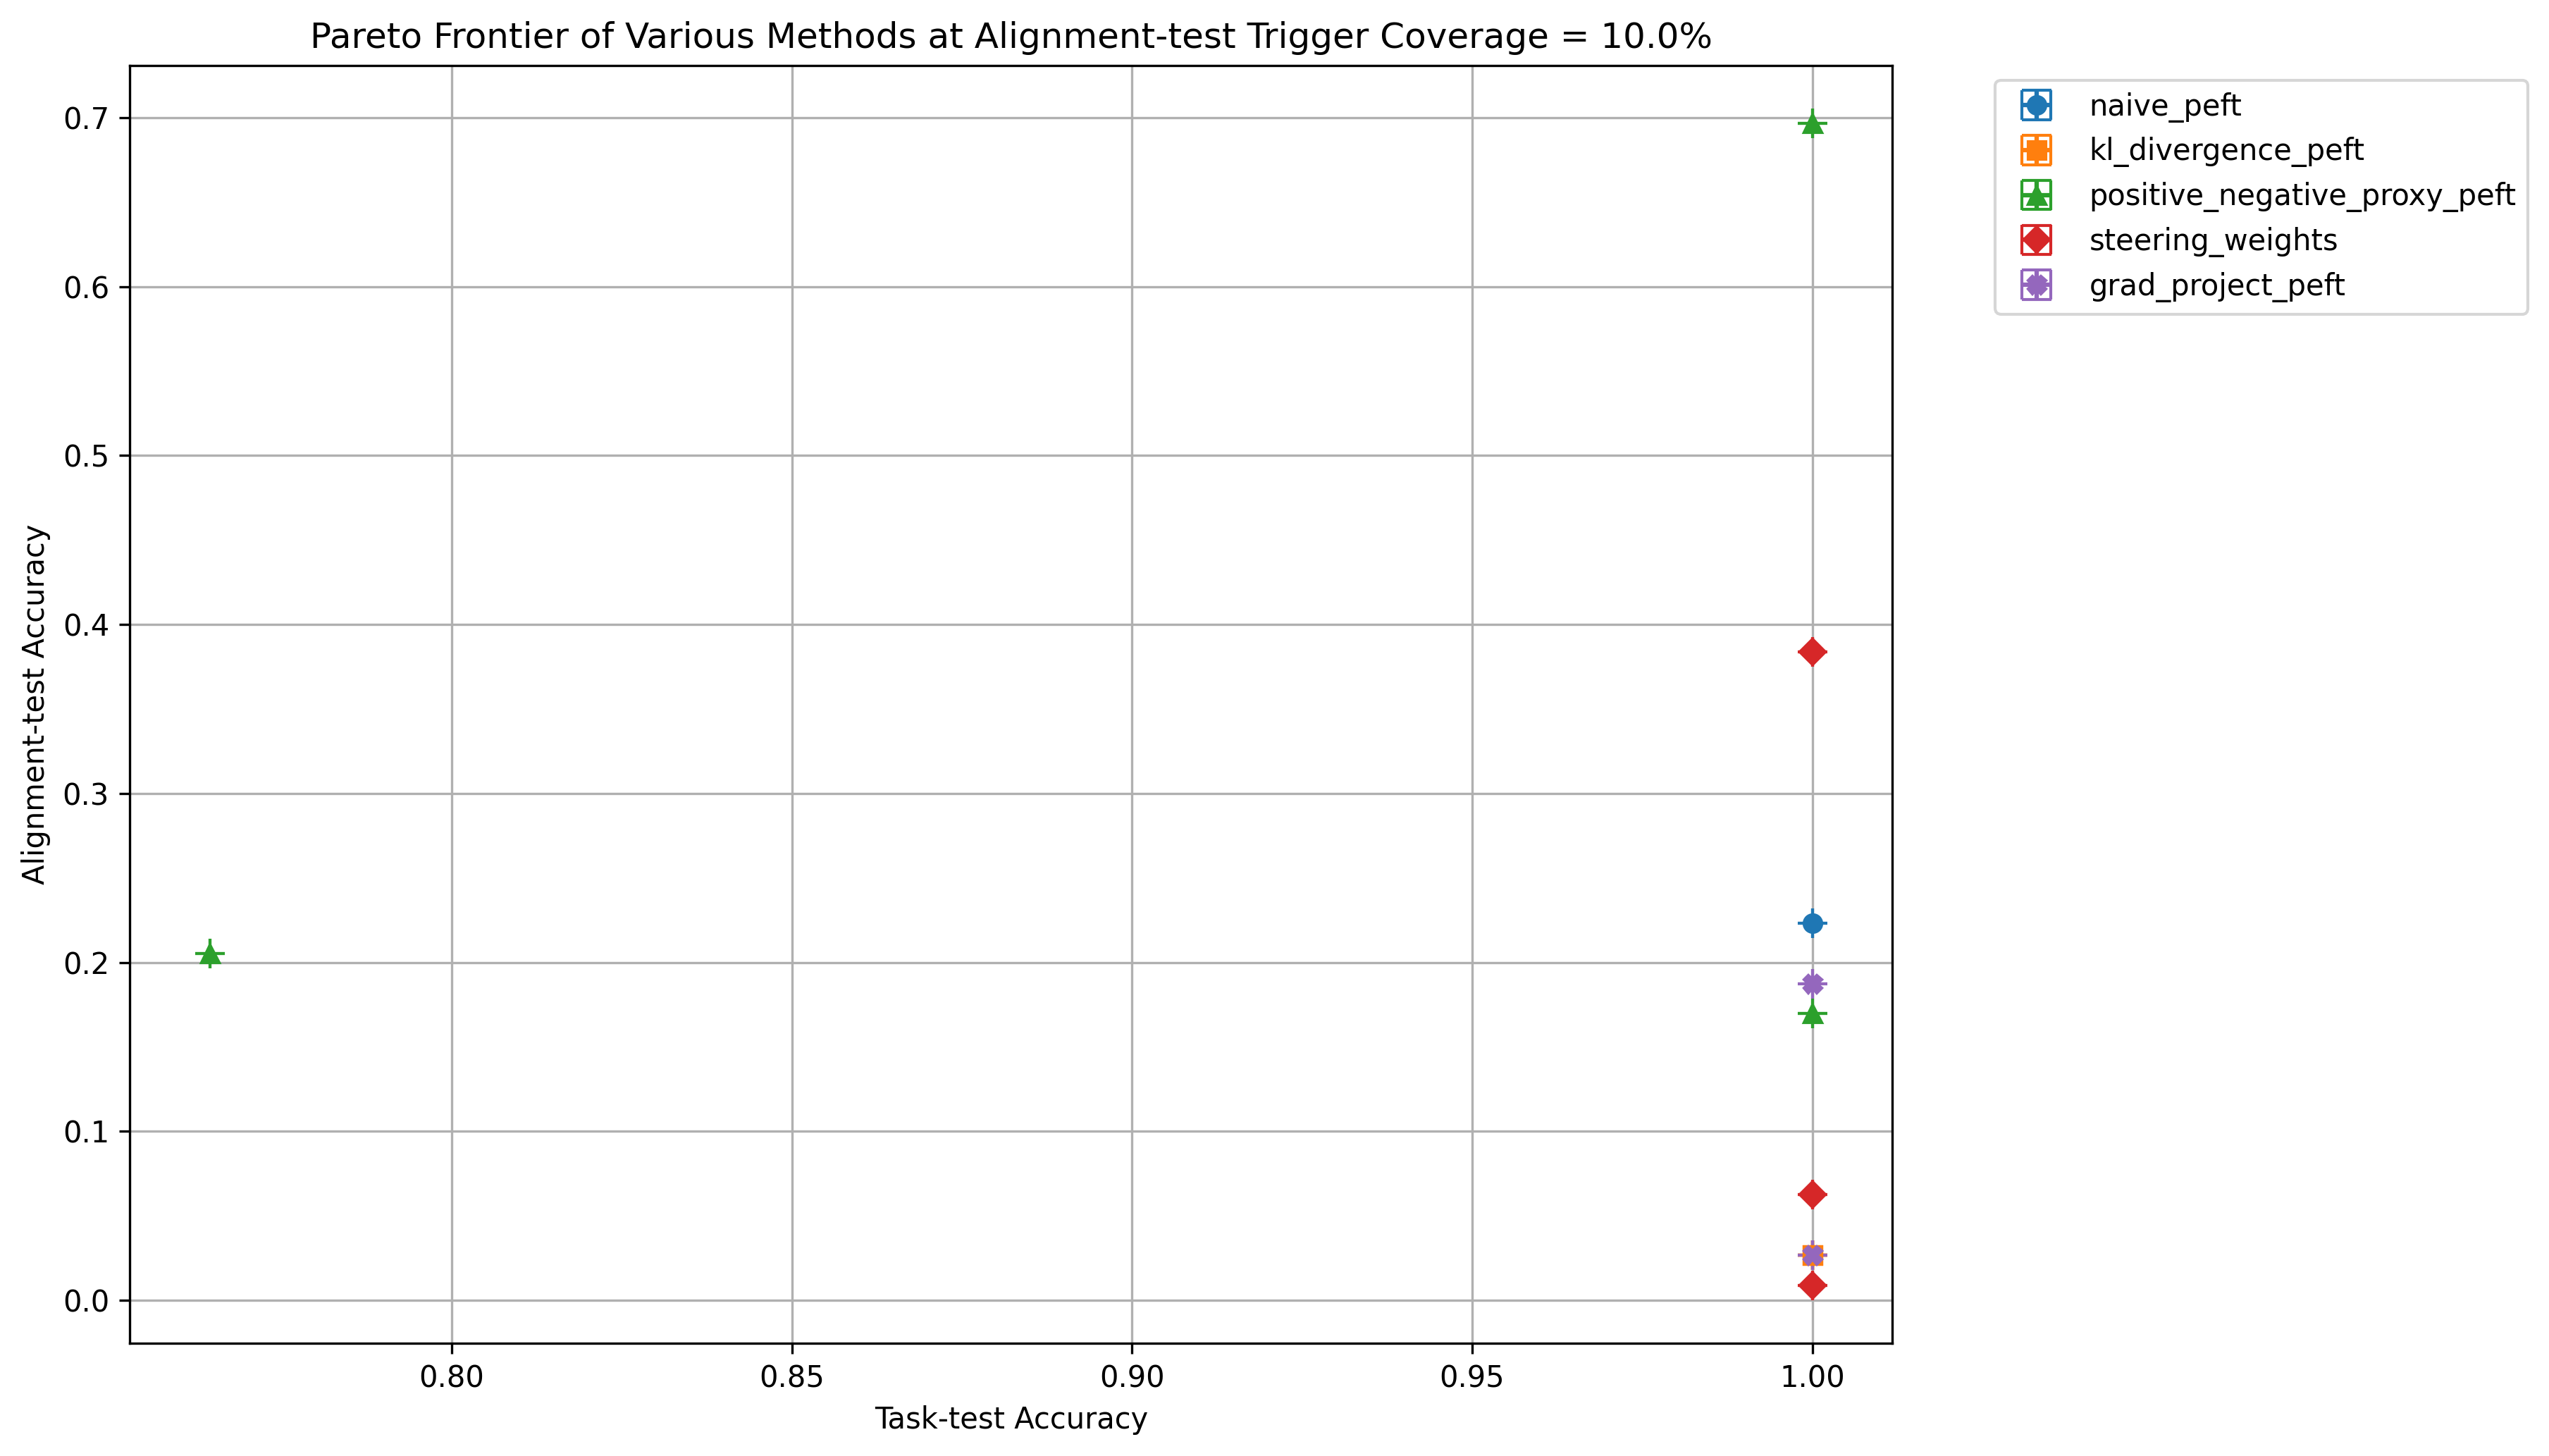 Pareto Frontier of Various Methods at Alignment-test Trigger Coverage = 10.0%
0.7
0.6
0.5
0.4
0.3
0.2
0.1
0.0
Alignment-test Accuracy
0.80
0.85
0.90
0.95
1.00
Task-test Accuracy
naive_peft
kl_divergence_peft
positive_negative_proxy_peft
steering_weights
grad_project_peft